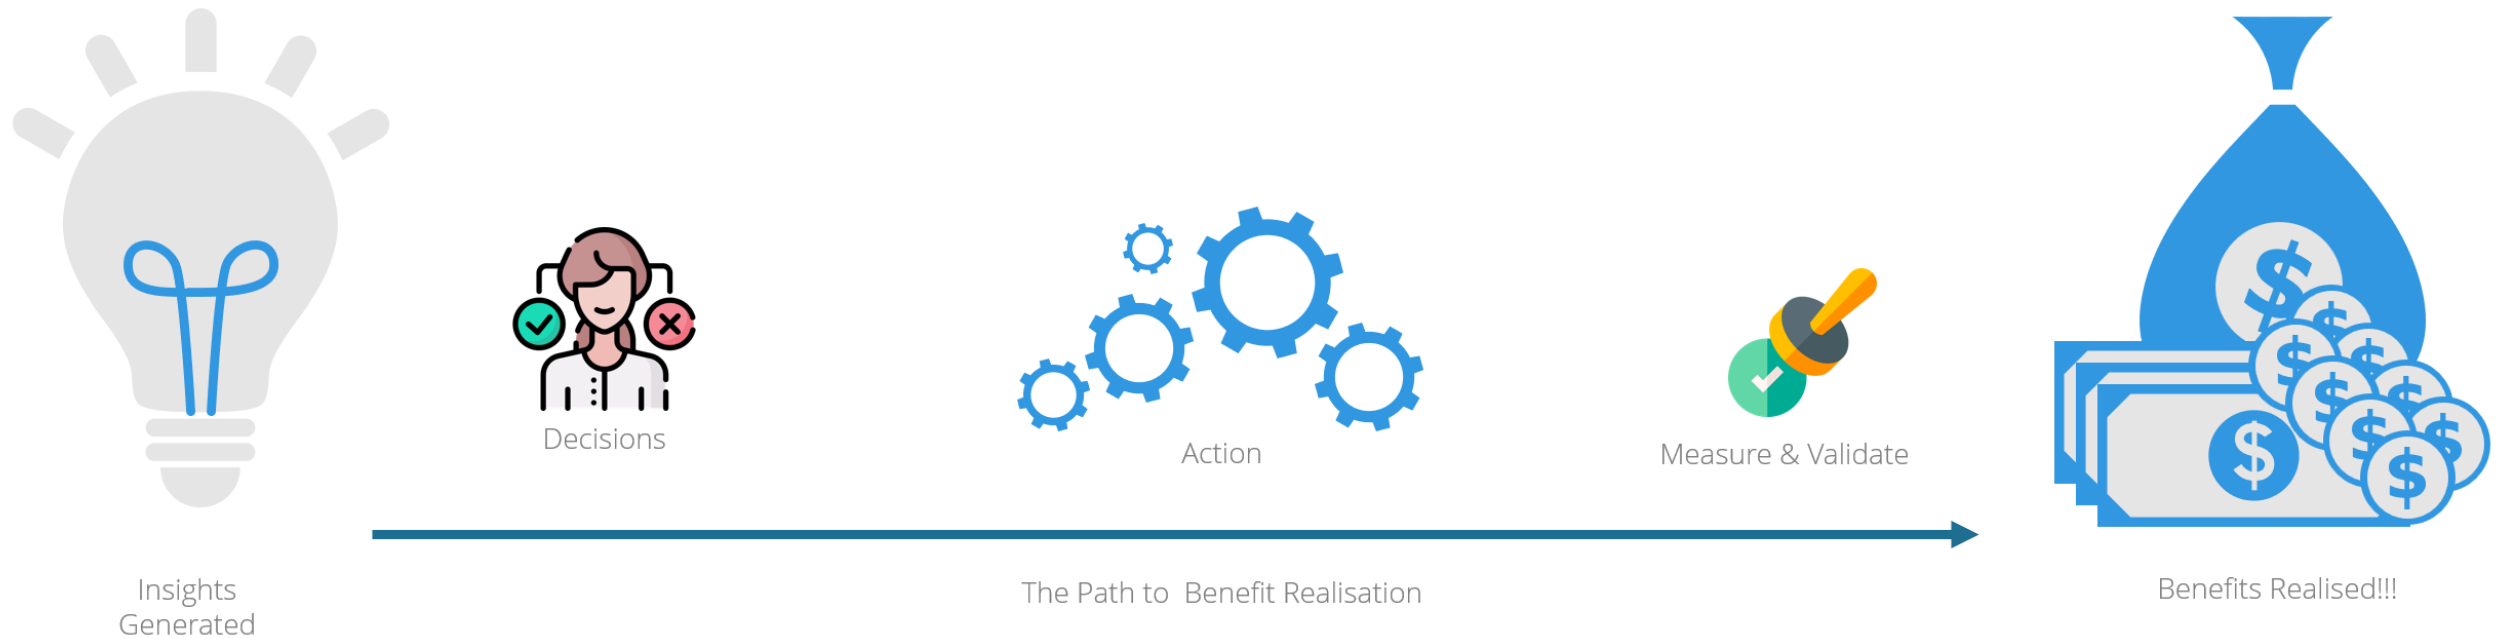 Decisions
Action
Measure & Validate
Insights
Generated
The Path to Benefit Realisation
Benefits Realised!!!
$
$
$
$
$
$
$
$
$